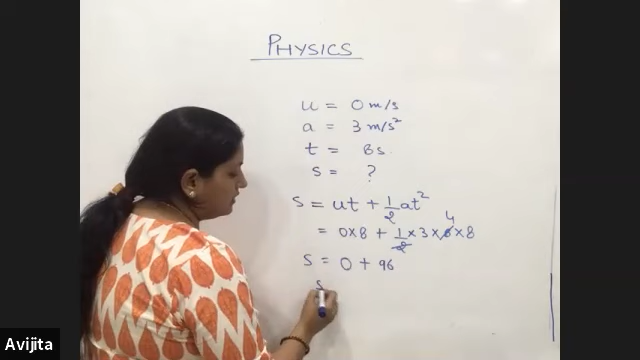 PHYSICS
u = 0 m/s
a = 3 m/s²
t = 8s.
s = ?
s = ut + 1/2 at²
= 0×8 + 1/2 × 3 × 8 4 × 8
s = 0 + 96
s
Avijita